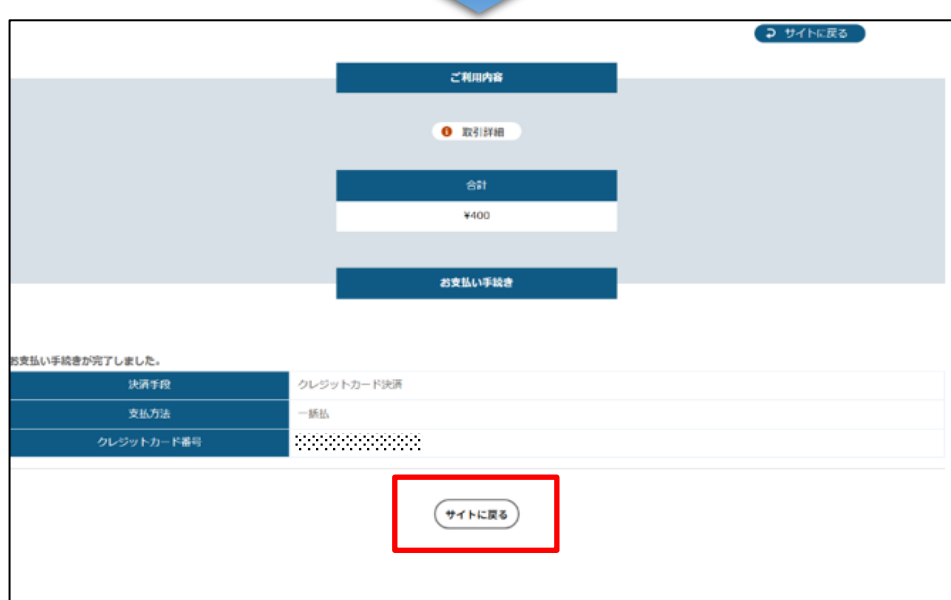 サイトに戻る
ご利用内容
取引詳細
合計
¥400
お支払い手続き
お支払い手続きが完了しました。
決済手段 クレジットカード決済
支払方法 一括払
クレジットカード番号
サイトに戻る